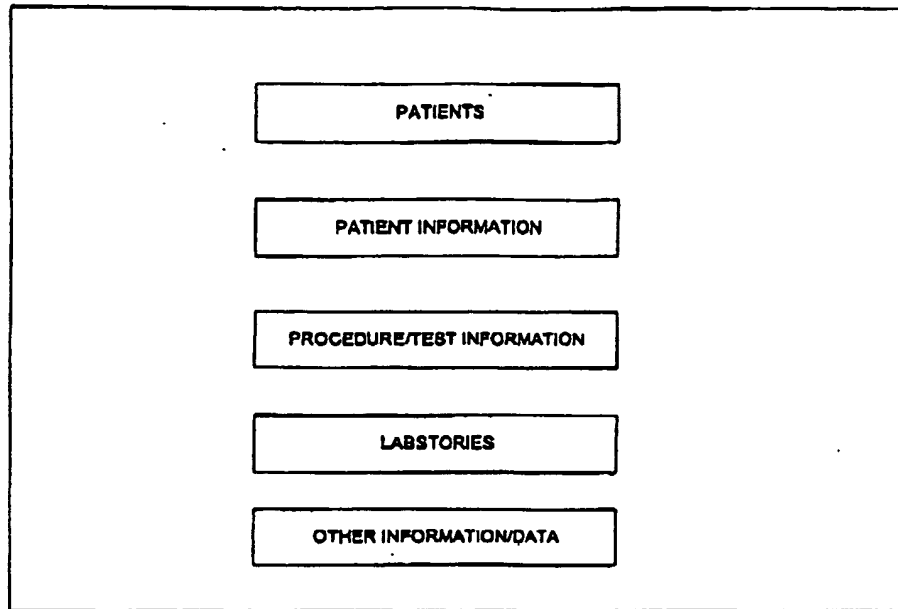 PATIENTS
PATIENT INFORMATION
PROCEDURE/TEST INFORMATION
LABSTORIES
OTHER INFORMATION/DATA